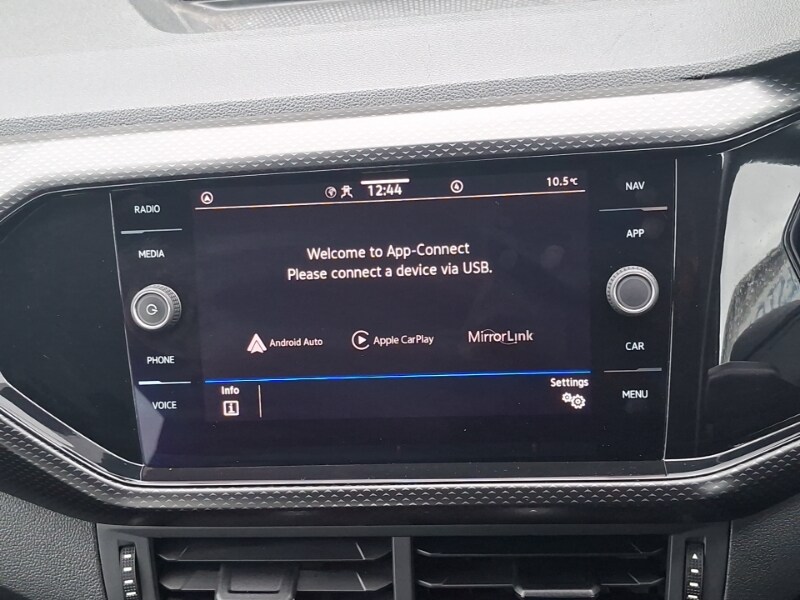 12:44
4
10.5°C
RADIO
MEDIA
PHONE
VOICE
Welcome to App-Connect
Please connect a device via USB.
Android Auto
Apple CarPlay
MirrorLink
Info
i
Settings
NAV
APP
CAR
MENU